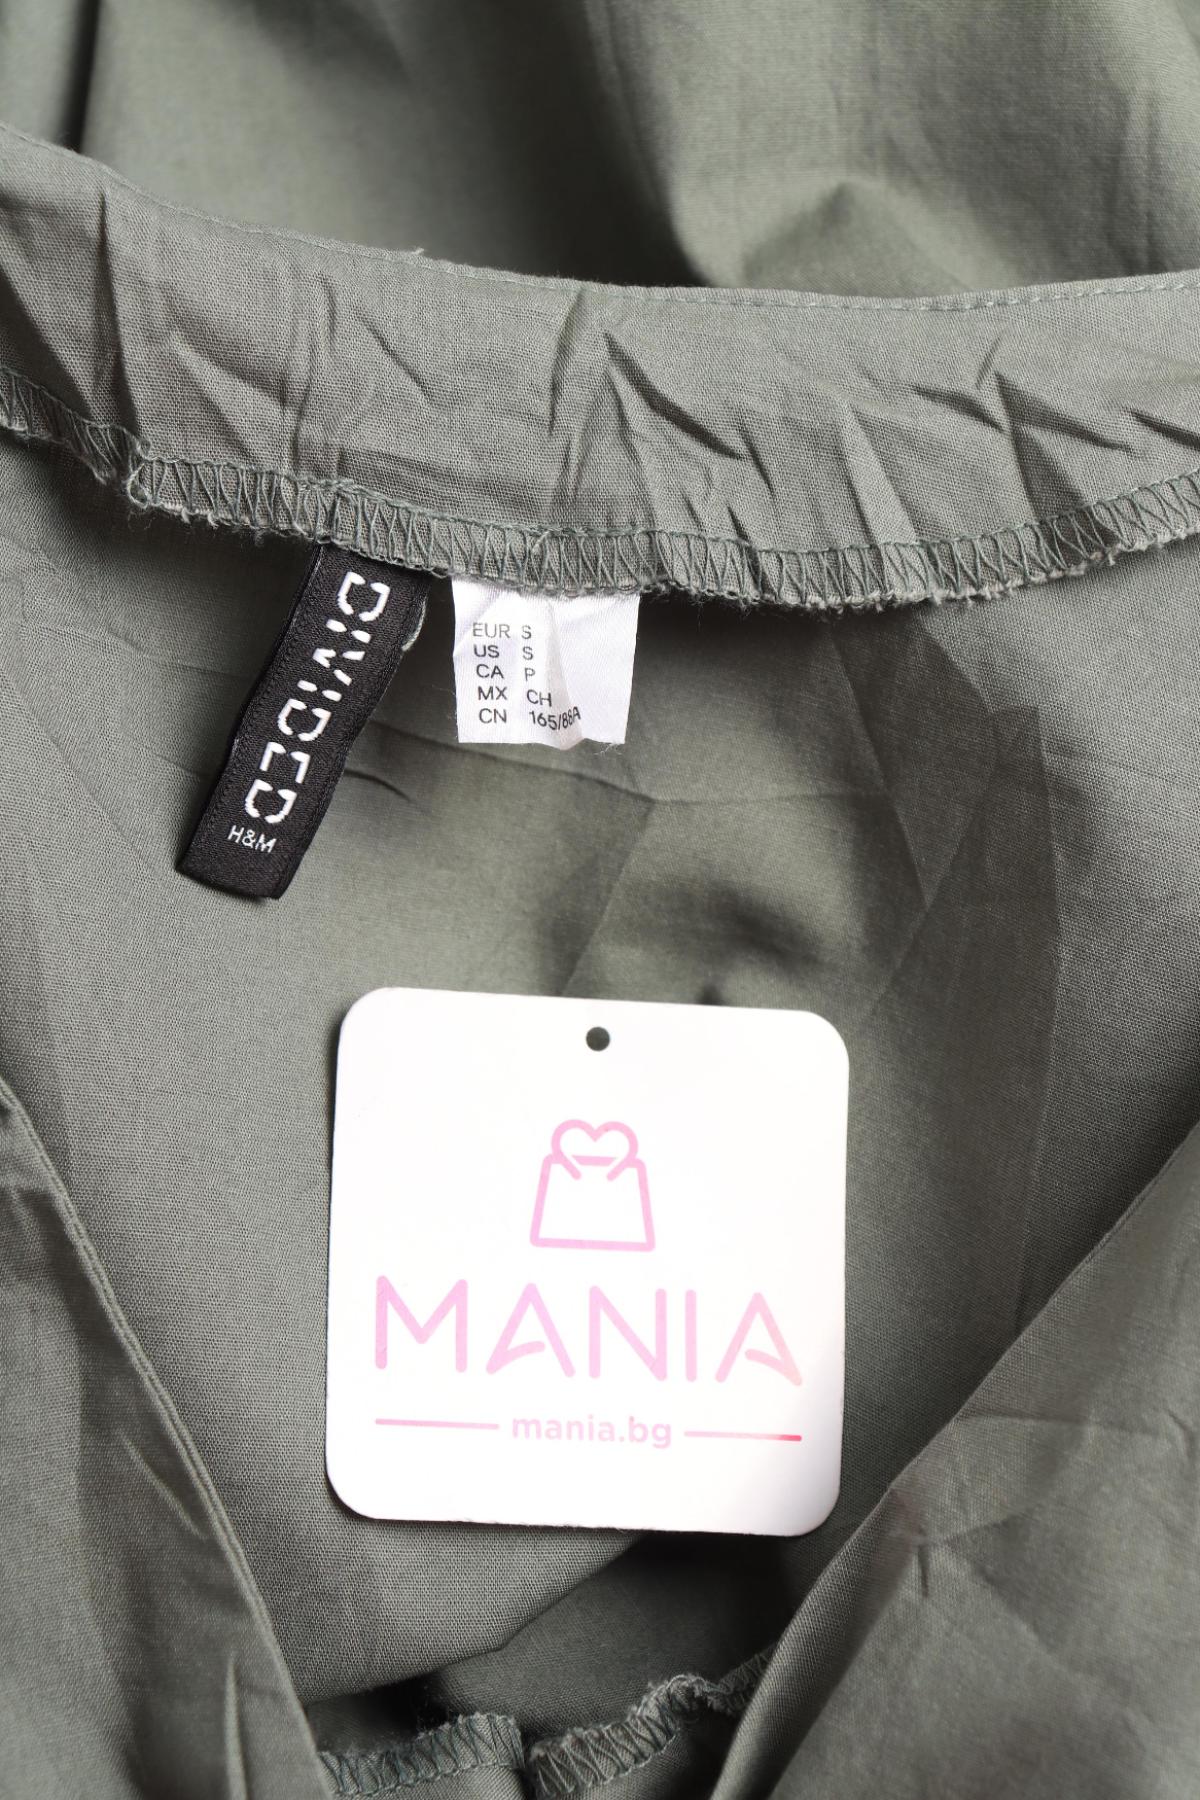 DIVIDED
H&M
EUR S
US S
CA P
MX CH
CN 165/88A
MANIA
mania.bg